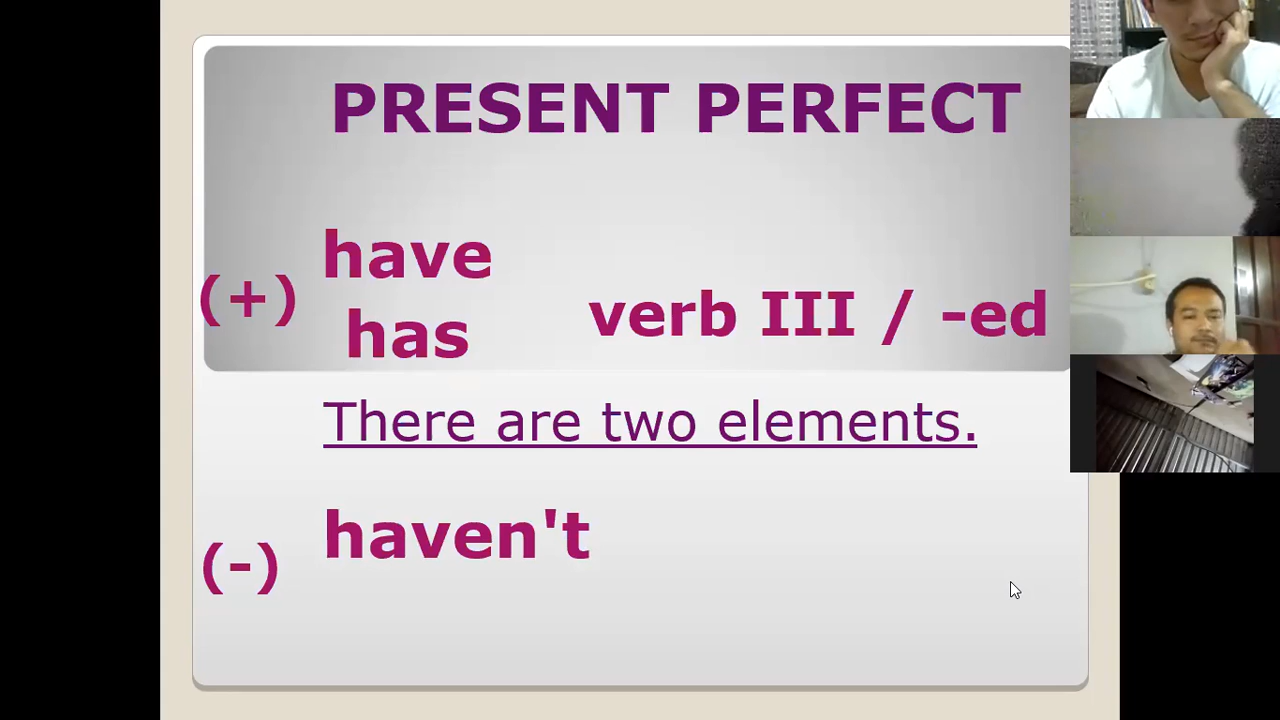 PRESENT PERFECT
have
(+)
has
verb III / -ed
There are two elements.
haven't
(-)